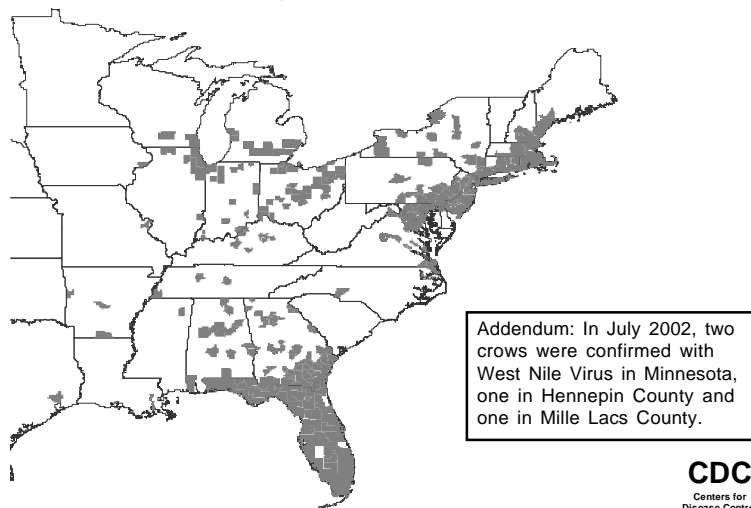 Addendum: In July 2002, two
crows were confirmed with
West Nile Virus in Minnesota,
one in Hennepin County and
one in Mille Lacs County.
CDC
Centers for